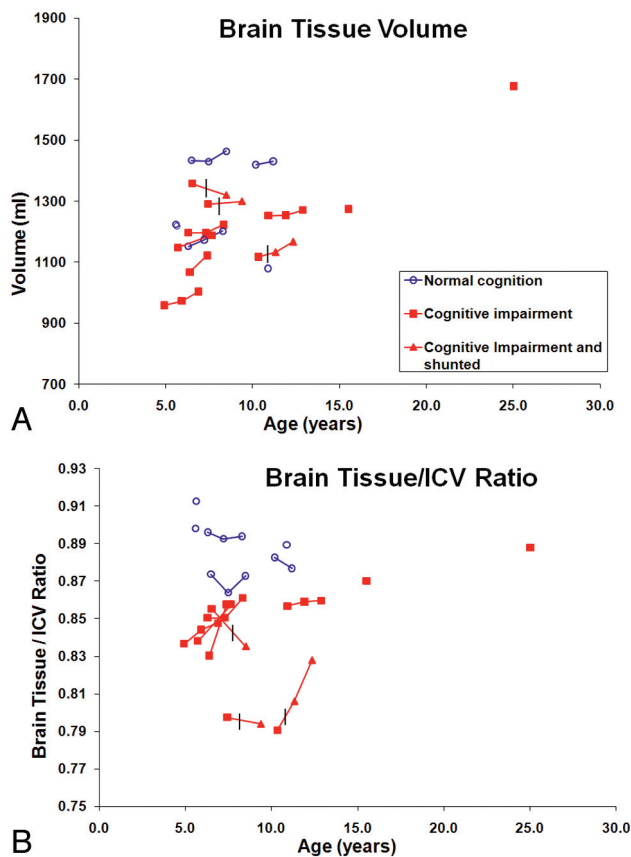 Brain Tissue Volume
1900
1700
1500
1300
1100
900
700
Volume (ml)
Normal cognition
Cognitive impairment
Cognitive Impairment and
shunted
0.0 5.0 10.0 15.0 20.0 25.0 30.0
Age (years)
A
Brain Tissue/ICV Ratio
0.93
0.91
0.89
0.87
0.85
0.83
0.81
0.79
0.77
0.75
Brain Tissue / ICV Ratio
0.0 5.0 10.0 15.0 20.0 25.0 30.0
Age (years)
B